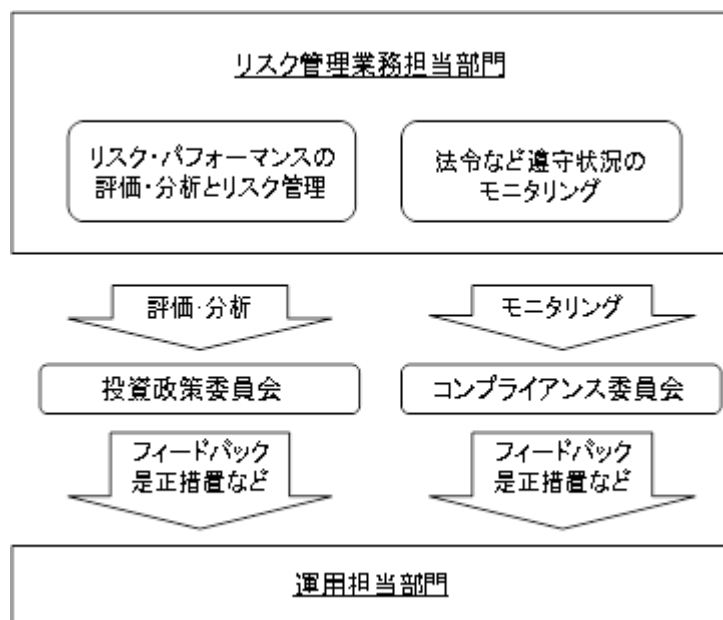 リスク管理業務担当部門
リスク・パフォーマンスの
評価・分析とリスク管理
法令など遵守状況の
モニタリング
評価・分析
モニタリング
投資政策委員会
コンプライアンス委員会
フィードバック
是正措置など
フィードバック
是正措置など
運用担当部門